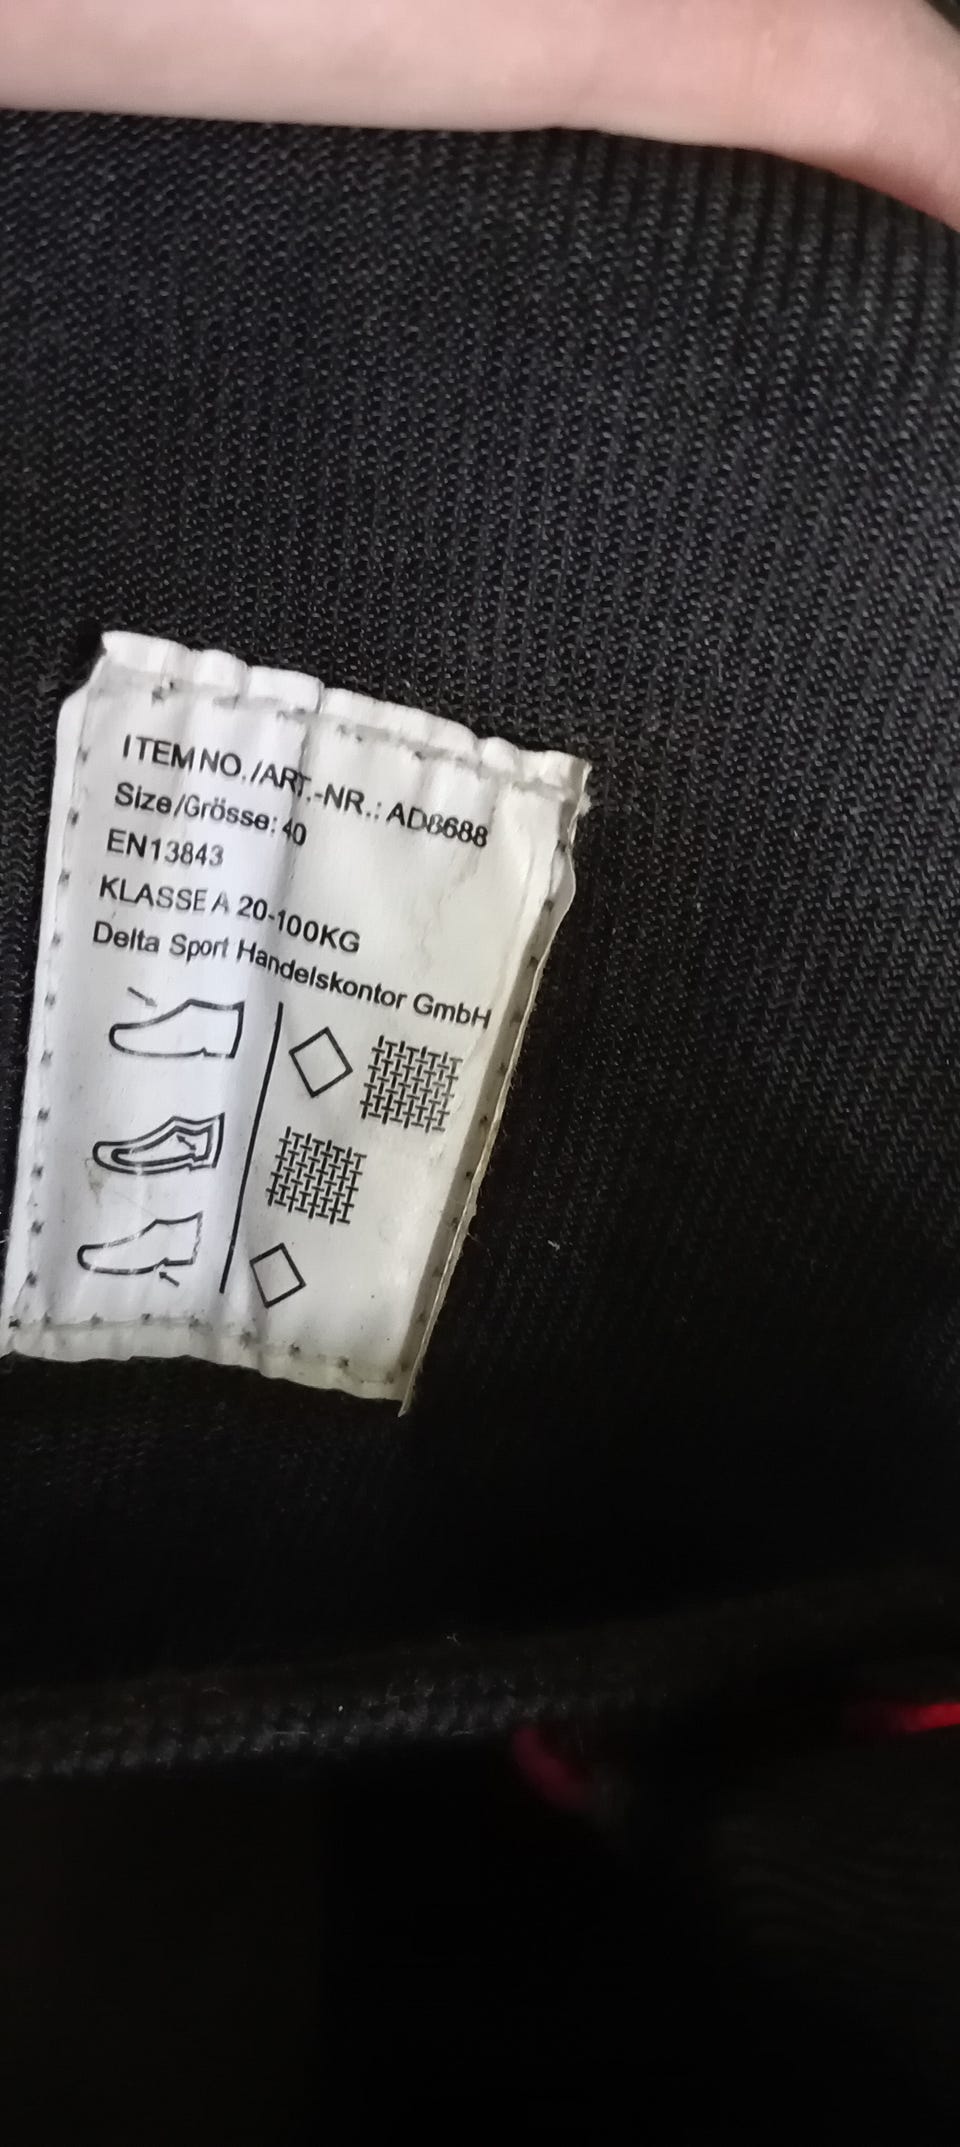 ITEM NO./ART.-NR.: AD8688
Size/Grösse: 40
EN13843
KLASSE A 20-100KG
Delta Sport Handelskontor GmbH